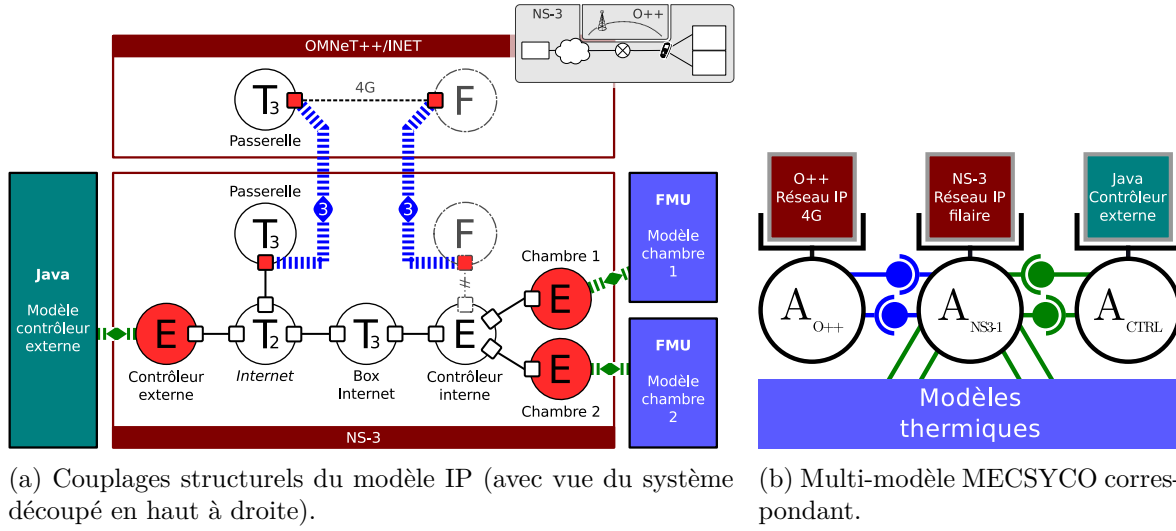 NS-3
O++
OMNeT++/INET
4G
T3
F
Passerelle
Passerelle
T3
3
3
F
Java
Modèle
contrôleur
externe
E
T2
T3
E
E
E
Chambre 1
Chambre 2
Contrôleur
externe
Internet
Box
Internet
Contrôleur
interne
NS-3
FMU
Modèle
chambre
1
FMU
Modèle
chambre
2
O++
Réseau IP
4G
NS-3
Réseau IP
filaire
Java
Contrôleur
externe
A O++
A NS3-1
A CTRL
Modèles
thermiques
(a) Couplages structurels du modèle IP (avec vue du système
découpé en haut à droite).
(b) Multi-modèle MECSYCO corres-
pondant.